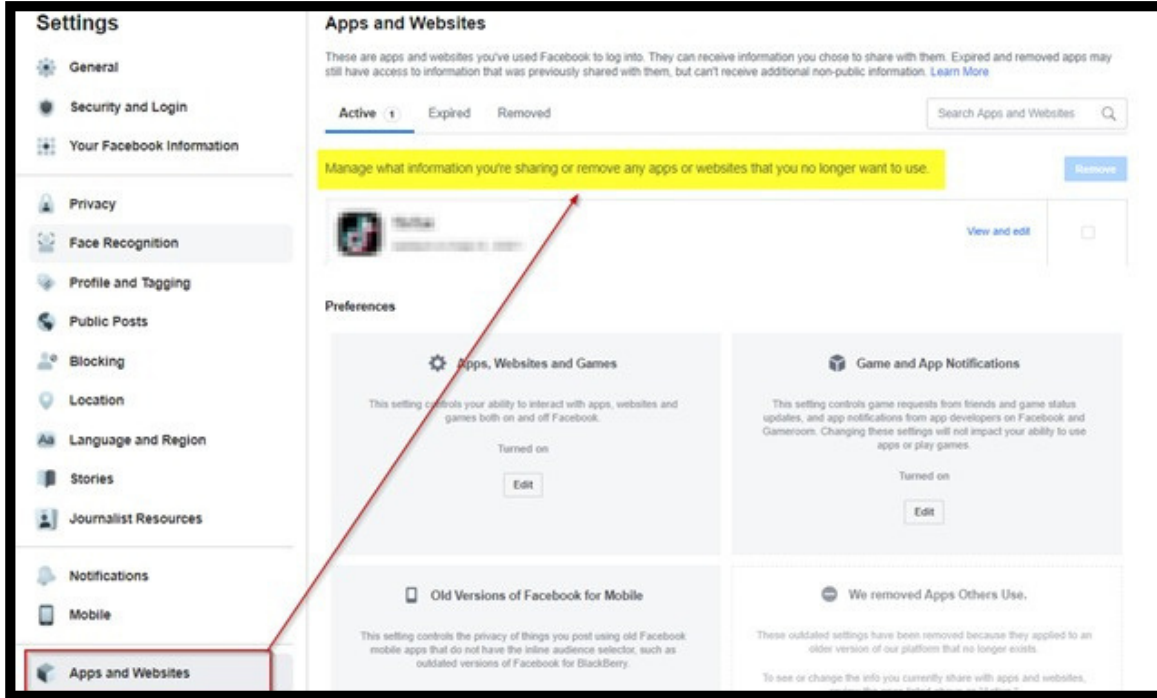 Settings
General
Security and Login
Your Facebook Information
Privacy
Face Recognition
Profile and Tagging
Public Posts
Blocking
Location
Language and Region
Stories
Journalist Resources
Notifications
Mobile
Apps and Websites
Apps and Websites
These are apps and websites you've used Facebook to log into. They can receive information you chose to share with them. Expired and removed apps may
still have access to information that was previously shared with them, but can't receive additional non-public information. Learn More
Active 1 Expired Removed
Search Apps and Websites
Manage what information you're sharing or remove any apps or websites that you no longer want to use.
Remove
View and edit
Preferences
Apps, Websites and Games
This setting controls your ability to interact with apps, websites and
games both on and off Facebook.
Turned on
Edit
Game and App Notifications
This setting controls game requests from friends and game status
updates, and app notifications from app developers on Facebook and
Gameroom. Changing these settings will not impact your ability to use
apps or play games.
Turned on
Edit
Old Versions of Facebook for Mobile
This setting controls the privacy of things you post using old Facebook
mobile apps that do not have the inline audience selector, such as
outdated versions of Facebook for BlackBerry.
We removed Apps Others Use.
These outdated settings have been removed because they applied to an
older version of our platform that no longer exists.
To see or change the info you currently share with apps and websites,